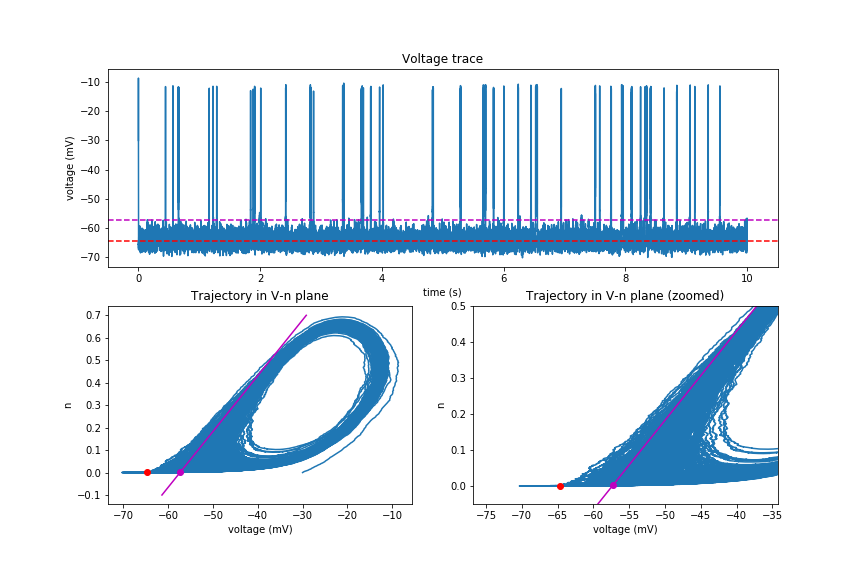 Voltage trace
voltage (mV)
−10
−20
−30
−40
−50
−60
−70
0 2 4 6 8 10
time (s)
Trajectory in V-n plane
n
0.7
0.6
0.5
0.4
0.3
0.2
0.1
0.0
−0.1
−70 −60 −50 −40 −30 −20 −10
voltage (mV)
Trajectory in V-n plane (zoomed)
n
0.5
0.4
0.3
0.2
0.1
0.0
−75 −70 −65 −60 −55 −50 −45 −40 −35
voltage (mV)